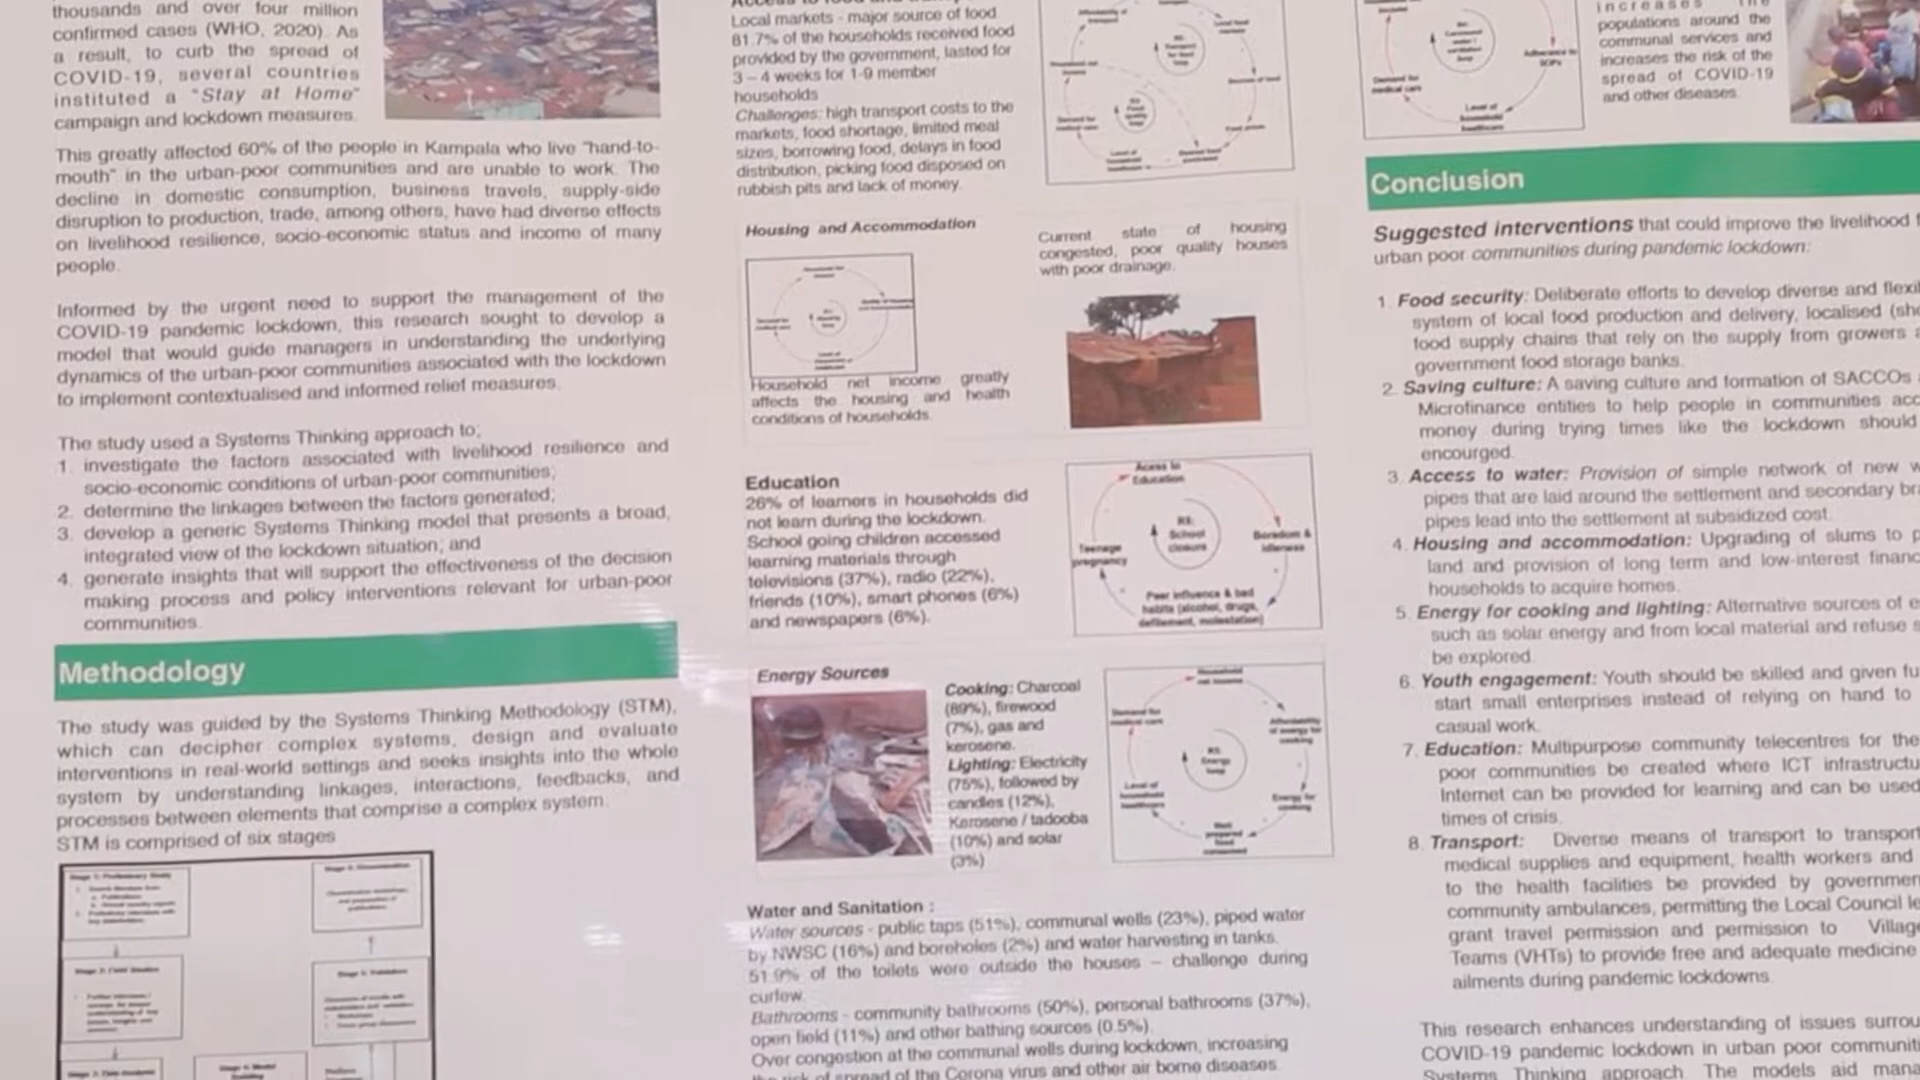 thousands and over four million
confirmed cases (WHO, 2020). As
a result, to curb the spread of
COVID-19, several countries
instituted a "Stay at Home"
campaign and lockdown measures.
This greatly affected 60% of the people in Kampala who live "hand-to-
mouth" in the urban-poor communities and are unable to work. The
decline in domestic consumption, business travels, supply-side
disruption to production, trade, among others, have had diverse effects
on livelihood resilience, socio-economic status and income of many
people.
Informed by the urgent need to support the management of the
COVID-19 pandemic lockdown, this research sought to develop a
model that would guide managers in understanding the underlying
dynamics of the urban-poor communities associated with the lockdown
to implement contextualised and informed relief measures.
The study used a Systems Thinking approach to;
1. investigate the factors associated with livelihood resilience and
socio-economic conditions of urban-poor communities;
2. determine the linkages between the factors generated;
3. develop a generic Systems Thinking model that presents a broad,
integrated view of the lockdown situation; and
4. generate insights that will support the effectiveness of the decision
making process and policy interventions relevant for urban-poor
communities.
Methodology
The study was guided by the Systems Thinking Methodology (STM),
which can decipher complex systems, design and evaluate
interventions in real-world settings and seeks insights into the whole
system by understanding linkages, interactions, feedbacks, and
processes between elements that comprise a complex system.
STM is comprised of six stages
Local markets - major source of food
81.7% of the households received food
provided by the government, lasted for
3 – 4 weeks for 1-9 member
households
Challenges: high transport costs to the
markets, food shortage, limited meal
sizes, borrowing food, delays in food
distribution, picking food disposed on
rubbish pits and lack of money.
Housing and Accommodation
Current state of housing
congested, poor quality houses
with poor drainage.
Household net income greatly
affects the housing and health
conditions of households.
Education
26% of learners in households did
not learn during the lockdown.
School going children accessed
learning materials through
televisions (37%), radio (22%),
friends (10%), smart phones (6%)
and newspapers (6%).
Access to
Education
School
closure
Boredom &
idleness
Teenage
pregnancy
Peer influence & bad
habits (alcohol, drugs,
defilement, molestation)
Energy Sources
Cooking: Charcoal
(89%), firewood
(7%), gas and
kerosene.
Lighting: Electricity
(75%), followed by
candles (12%),
Kerosene / tadooba
(10%) and solar
(3%)
Water and Sanitation :
Water sources - public taps (51%), communal wells (23%), piped water
by NWSC (16%) and boreholes (2%) and water harvesting in tanks.
51.9% of the toilets were outside the houses – challenge during
curfew.
Bathrooms - community bathrooms (50%), personal bathrooms (37%),
open field (11%) and other bathing sources (0.5%).
Over congestion at the communal wells during lockdown, increasing
the risk of spread of the Corona virus and other air borne diseases.
increases
populations around the
communal services and
increases the risk of the
spread of COVID-19
and other diseases.
Conclusion
Suggested interventions that could improve the livelihood
urban poor communities during pandemic lockdown:
1. Food security: Deliberate efforts to develop diverse and
system of local food production and delivery, localised
food supply chains that rely on the supply from growers
government food storage banks.
2. Saving culture: A saving culture and formation of SACCOs
Microfinance entities to help people in communities
money during trying times like the lockdown should
encourged.
3. Access to water: Provision of simple network of new
pipes that are laid around the settlement and secondary
pipes lead into the settlement at subsidized cost.
4. Housing and accommodation: Upgrading of slums to
land and provision of long term and low-interest
households to acquire homes.
5. Energy for cooking and lighting: Alternative sources of
such as solar energy and from local material and refuse
be explored.
6. Youth engagement: Youth should be skilled and given
start small enterprises instead of relying on hand to
casual work.
7. Education: Multipurpose community telecentres for the
poor communities be created where ICT
Internet can be provided for learning and can be used
times of crisis.
8. Transport: Diverse means of transport to transport
medical supplies and equipment, health workers and
to the health facilities be provided by
community ambulances, permitting the Local Council
grant travel permission and permission to
Teams (VHTs) to provide free and adequate medicine
ailments during pandemic lockdowns.
This research enhances understanding of issues
COVID-19 pandemic lockdown in urban poor
Systems Thinking approach. The models aid